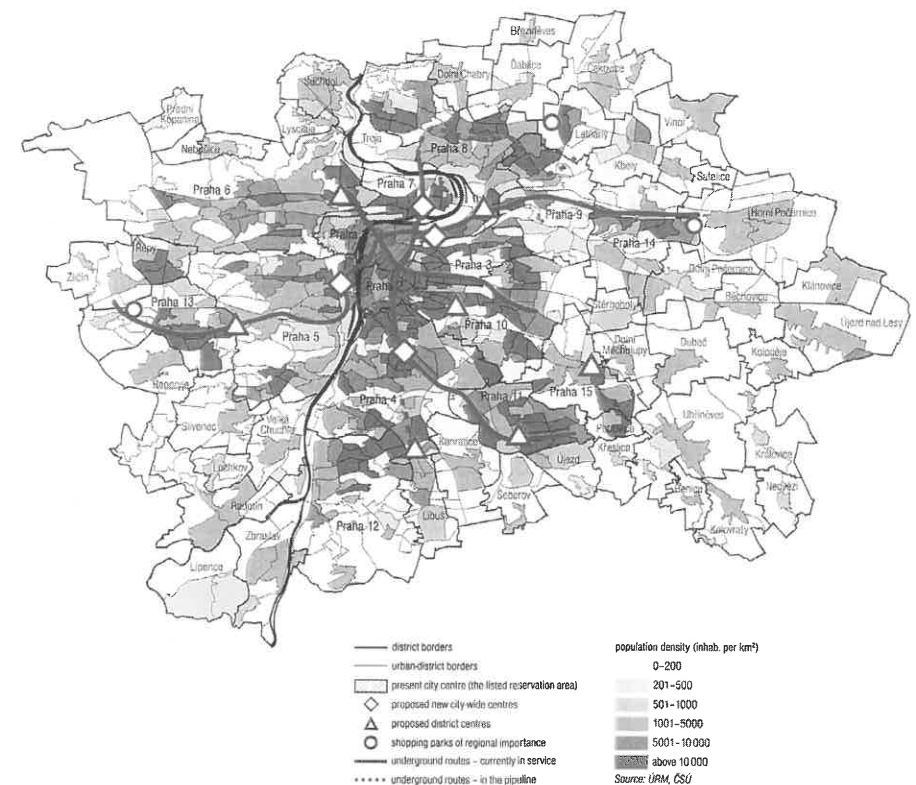 Březiněves
Ďáblice
Čakovice
Dolní Chabry
Suchdol
Přední
Kopanina
Lysolaje
Troja
Praha 8
Letňany
Vinoř
Nebušice
Kbely
Satalice
Praha 6
Praha 7
Praha 9
Horní Počernice
Praha 14
Řepy
Praha 3
Dolní Počernice
Zličín
Praha 13
Klánovice
Běchovice
Štěrboholy
Praha 10
Újezd nad Lesy
Praha 5
Dolní
Měcholupy
Dubeč
Koloděje
Řeporyje
Praha 15
Praha 4
Praha 11
Slivenec
Velká
Chuchle
Petrovice
Uhříněves
Kunratice
Křeslice
Královice
Lochkov
Újezd
Šeberov
Benice
Nedvězí
Radotín
Libuš
Kolovraty
Praha 12
Zbraslav
Lipence
district borders
urban-district borders
present city centre (the listed reservation area)
proposed new city-wide centres
proposed district centres
shopping parks of regional importance
underground routes – currently in service
underground routes – in the pipeline
population density (inhab. per km²)
0–200
201–500
501–1000
1001–5000
5001–10 000
above 10 000
Source: ÚRM, ČSÚ